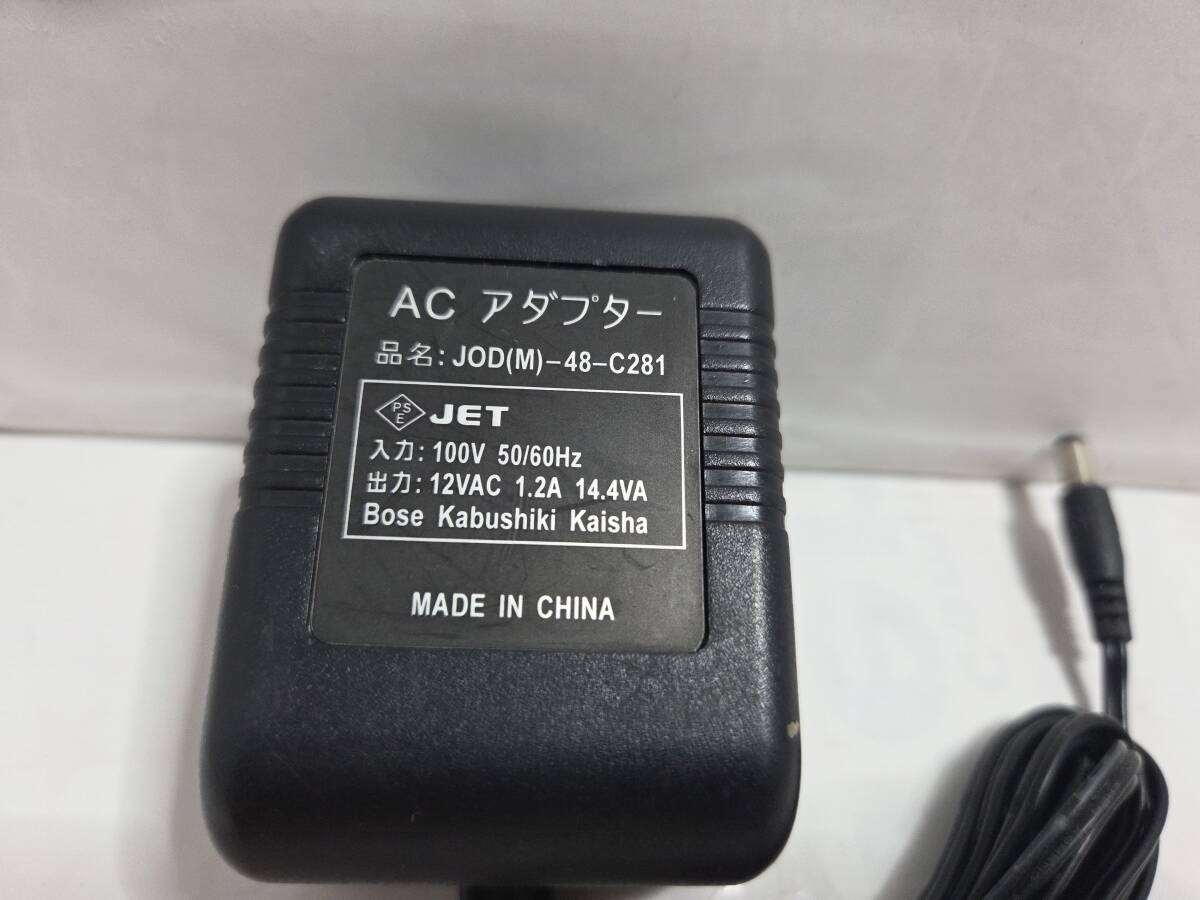 AC アダプター
品名: JOD(M)-48-C281
PSE JET
入力: 100V 50/60Hz
出力: 12VAC 1.2A 14.4VA
Bose Kabushiki Kaisha
MADE IN CHINA